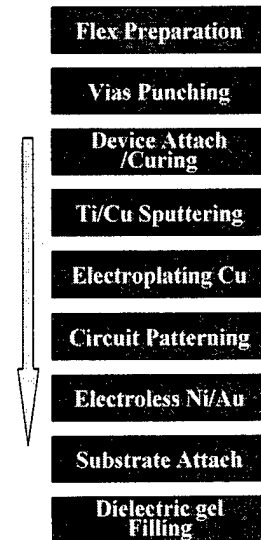 Flex Preparation
Vias Punching
Device Attach
/Curing
Ti/Cu Sputtering
Electroplating Cu
Circuit Patterning
Electroless Ni/Au
Substrate Attach
Dielectric gel
Filling